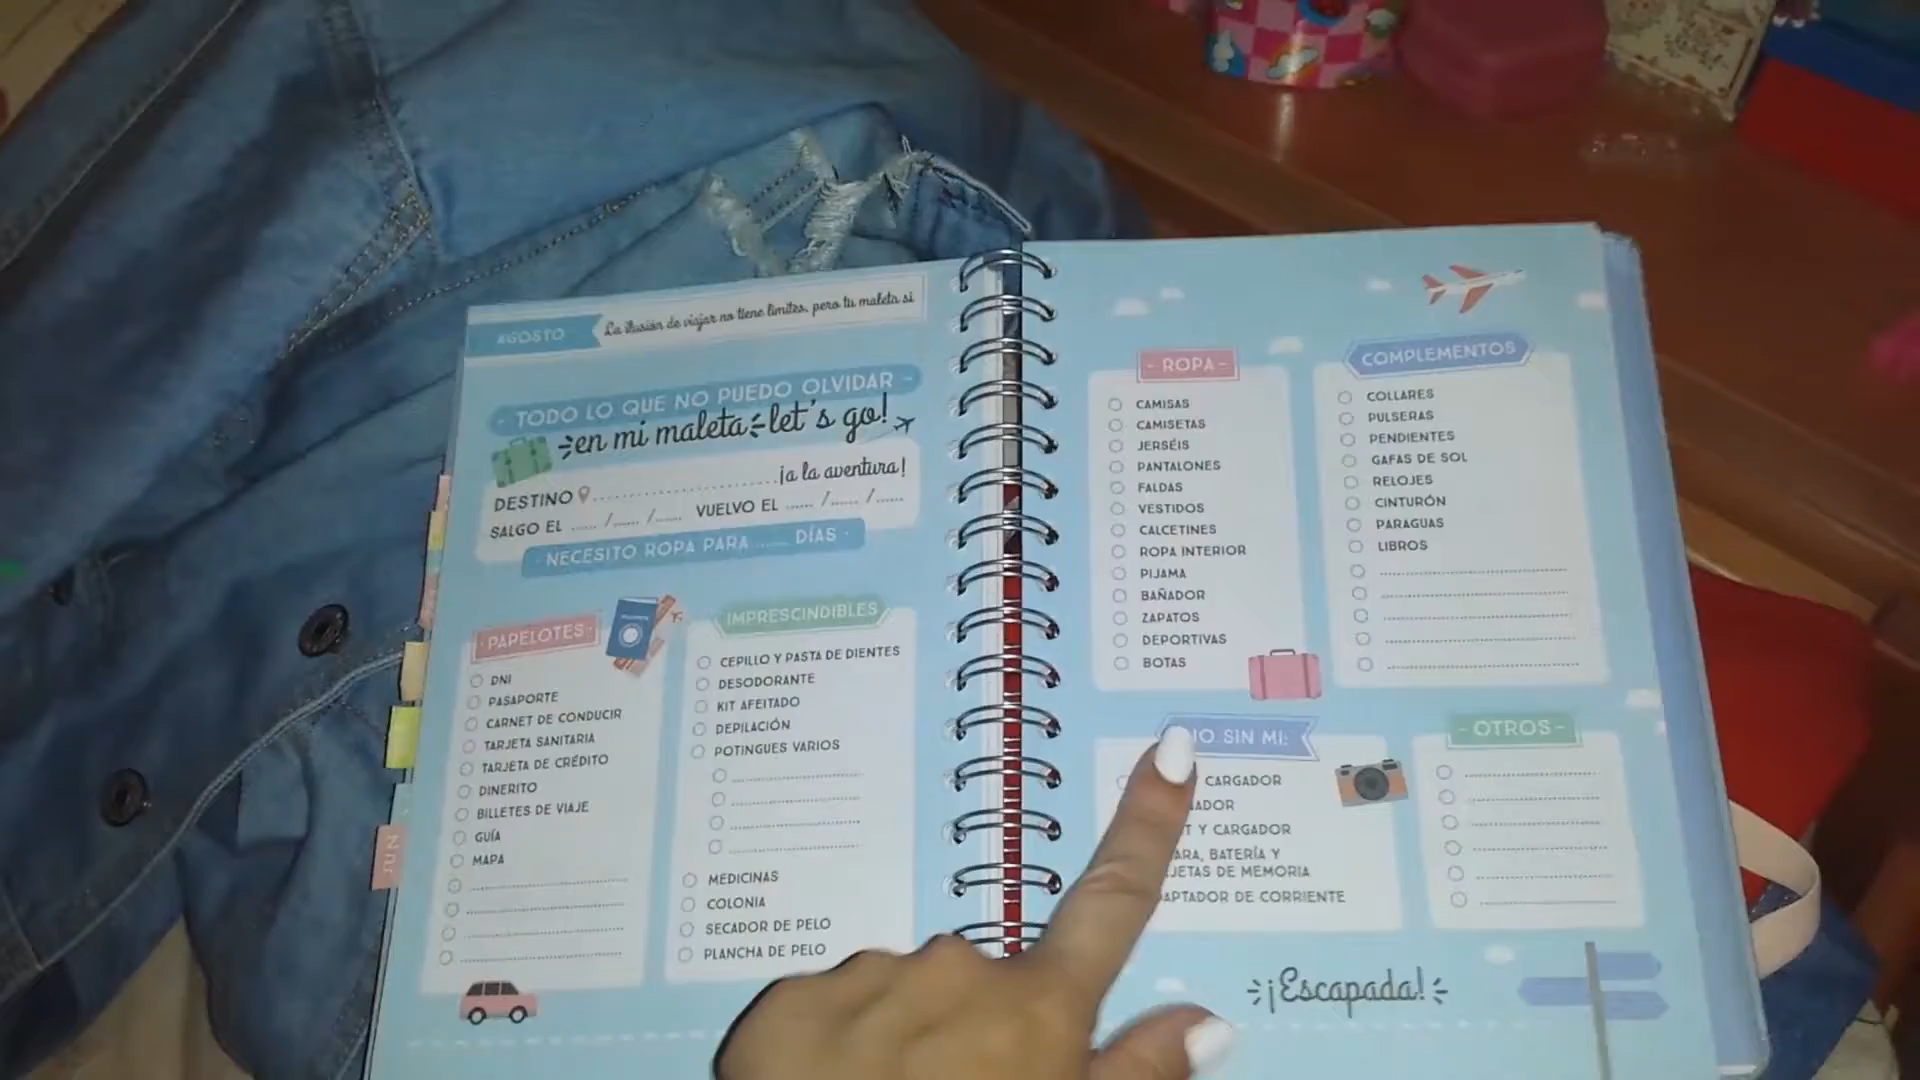 AGOSTO
La ilusión de viajar no tiene límites, pero tu maleta sí
- TODO LO QUE NO PUEDO OLVIDAR -
en mi maleta let's go!
DESTINO ¡a la aventura!
SALGO EL ...... /...... /...... VUELVO EL ...... /...... /......
· NECESITO ROPA PARA ...... DÍAS ·
· PAPELOTES ·
DNI
PASAPORTE
CARNET DE CONDUCIR
TARJETA SANITARIA
TARJETA DE CRÉDITO
DINERITO
BILLETES DE VIAJE
GUÍA
MAPA
IMPRESCINDIBLES
CEPILLO Y PASTA DE DIENTES
DESODORANTE
KIT AFEITADO
DEPILACIÓN
POTINGUES VARIOS
MEDICINAS
COLONIA
SECADOR DE PELO
PLANCHA DE PELO
JUN
- ROPA -
CAMISAS
CAMISETAS
JERSÉIS
PANTALONES
FALDAS
VESTIDOS
CALCETINES
ROPA INTERIOR
PIJAMA
BAÑADOR
ZAPATOS
DEPORTIVAS
BOTAS
COMPLEMENTOS
COLLARES
PULSERAS
PENDIENTES
GAFAS DE SOL
RELOJES
CINTURÓN
PARAGUAS
LIBROS
SIN MI:
CARGADOR
Y CARGADOR
BATERÍA Y
DE MEMORIA
DE CORRIENTE
- OTROS -
¡Escapada!